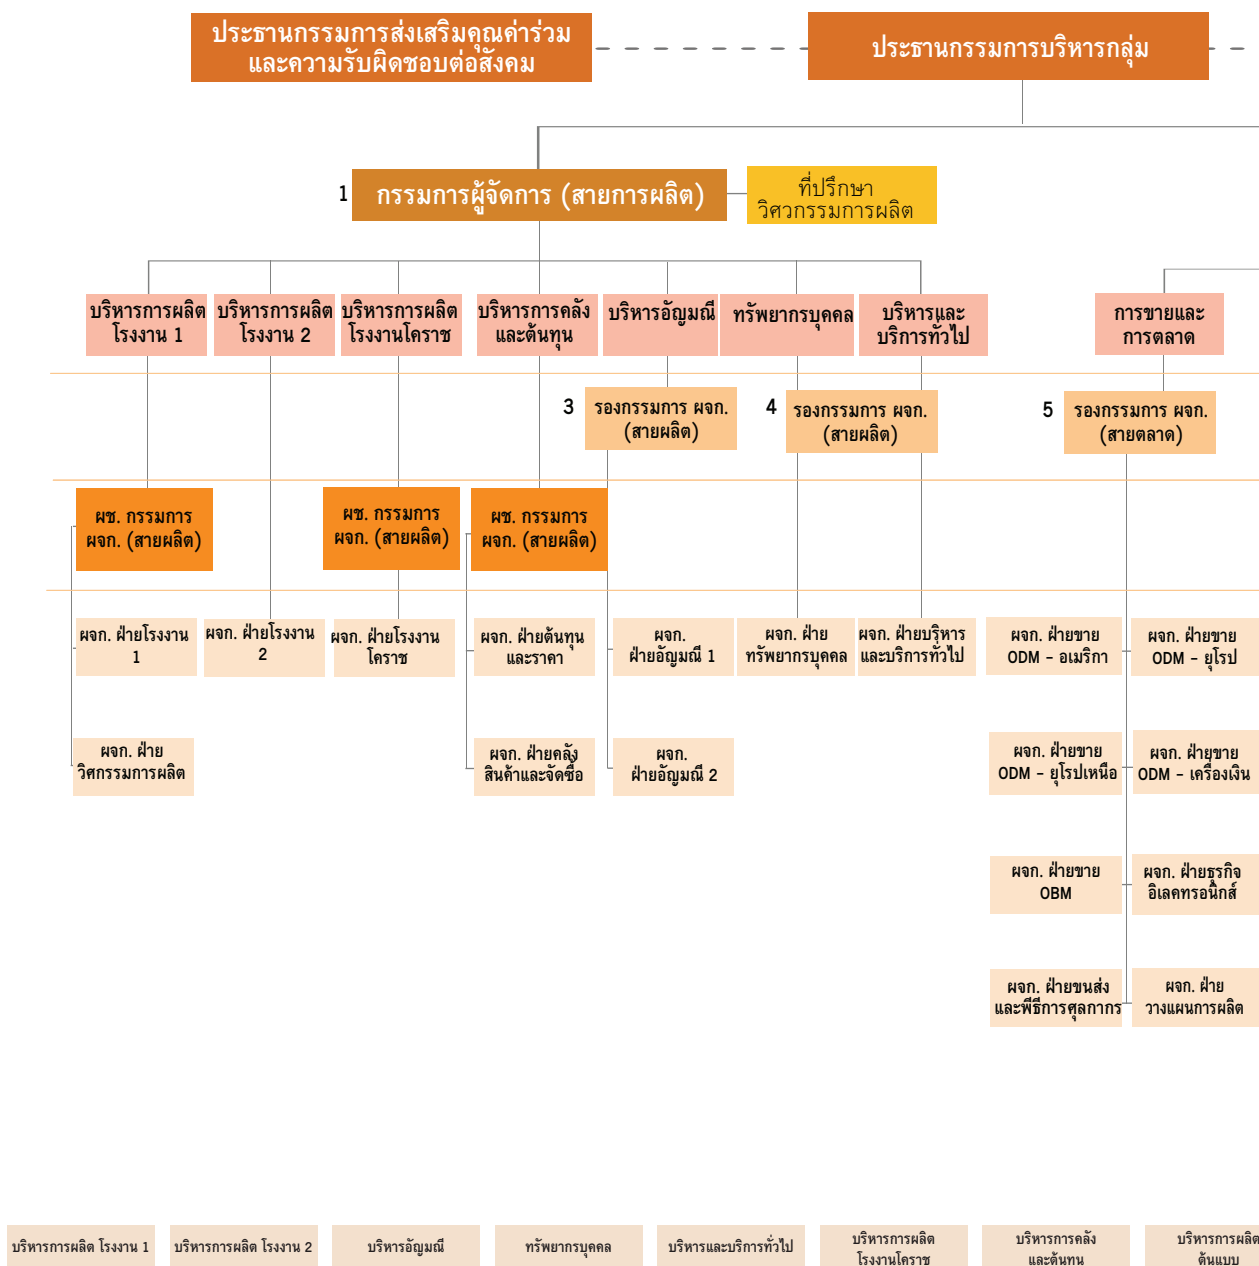 ประธานกรรมการส่งเสริมคุณค่าร่วม
และความรับผิดชอบต่อสังคม
ประธานกรรมการบริหารกลุ่ม
1
กรรมการผู้จัดการ (สายการผลิต)
ที่ปรึกษา
วิศวกรรมการผลิต
บริหารการผลิต
โรงงาน 1
บริหารการผลิต
โรงงาน 2
บริหารการผลิต
โรงงานโคราช
บริหารการคลัง
และต้นทุน
บริหารอัญมณี
ทรัพยากรบุคคล
บริหารและ
บริการทั่วไป
การขายและ
การตลาด
3
รองกรรมการ ผจก.
(สายผลิต)
4
รองกรรมการ ผจก.
(สายผลิต)
5
รองกรรมการ ผจก.
(สายตลาด)
ผช. กรรมการ
ผจก. (สายผลิต)
ผช. กรรมการ
ผจก. (สายผลิต)
ผช. กรรมการ
ผจก. (สายผลิต)
ผจก. ฝ่ายโรงงาน
1
ผจก. ฝ่ายโรงงาน
2
ผจก. ฝ่ายโรงงาน
โคราช
ผจก. ฝ่ายต้นทุน
และราคา
ผจก.
ฝ่ายอัญมณี 1
ผจก. ฝ่าย
ทรัพยากรบุคคล
ผจก. ฝ่ายบริหาร
และบริการทั่วไป
ผจก. ฝ่ายขาย
ODM – อเมริกา
ผจก. ฝ่ายขาย
ODM – ยุโรป
ผจก. ฝ่าย
วิศกรรมการผลิต
ผจก. ฝ่ายคลัง
สินค้าและจัดซื้อ
ผจก.
ฝ่ายอัญมณี 2
ผจก. ฝ่ายขาย
ODM – ยุโรปเหนือ
ผจก. ฝ่ายขาย
ODM – เครื่องเงิน
ผจก. ฝ่ายขาย
OBM
ผจก. ฝ่ายธุรกิจ
อิเลคทรอนิกส์
ผจก. ฝ่ายขนส่ง
และพีธีการศุลกากร
ผจก. ฝ่าย
วางแผนการผลิต
บริหารการผลิต โรงงาน 1
บริหารการผลิต โรงงาน 2
บริหารอัญมณี
ทรัพยากรบุคคล
บริหารและบริการทั่วไป
บริหารการผลิต
โรงงานโคราช
บริหารการคลัง
และต้นทน
บริหารการผลิต
ต้นแบบ